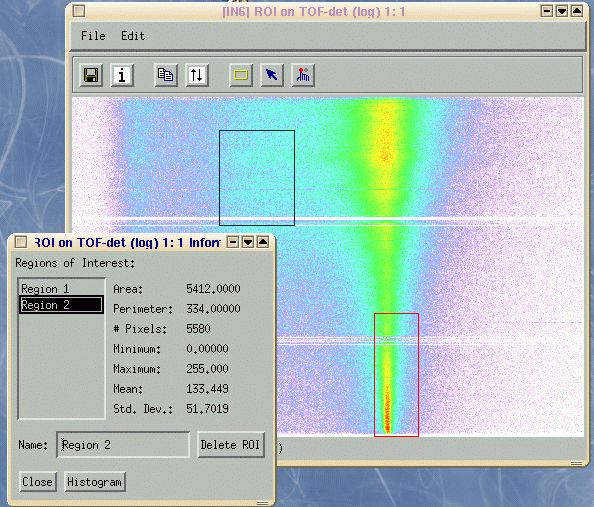 [IN6] ROI on TOF-det (log) 1: 1
File Edit
i
ROI on TOF-det (log) 1: 1 Infor
Regions of Interest:
Region 1
Region 2
Area: 5412.0000
Perimeter: 334.00000
# Pixels: 5580
Minimum: 0.00000
Maximum: 255.000
Mean: 133.449
Std. Dev.: 51.7019
Name: Region 2 Delete ROI
)
Close Histogram